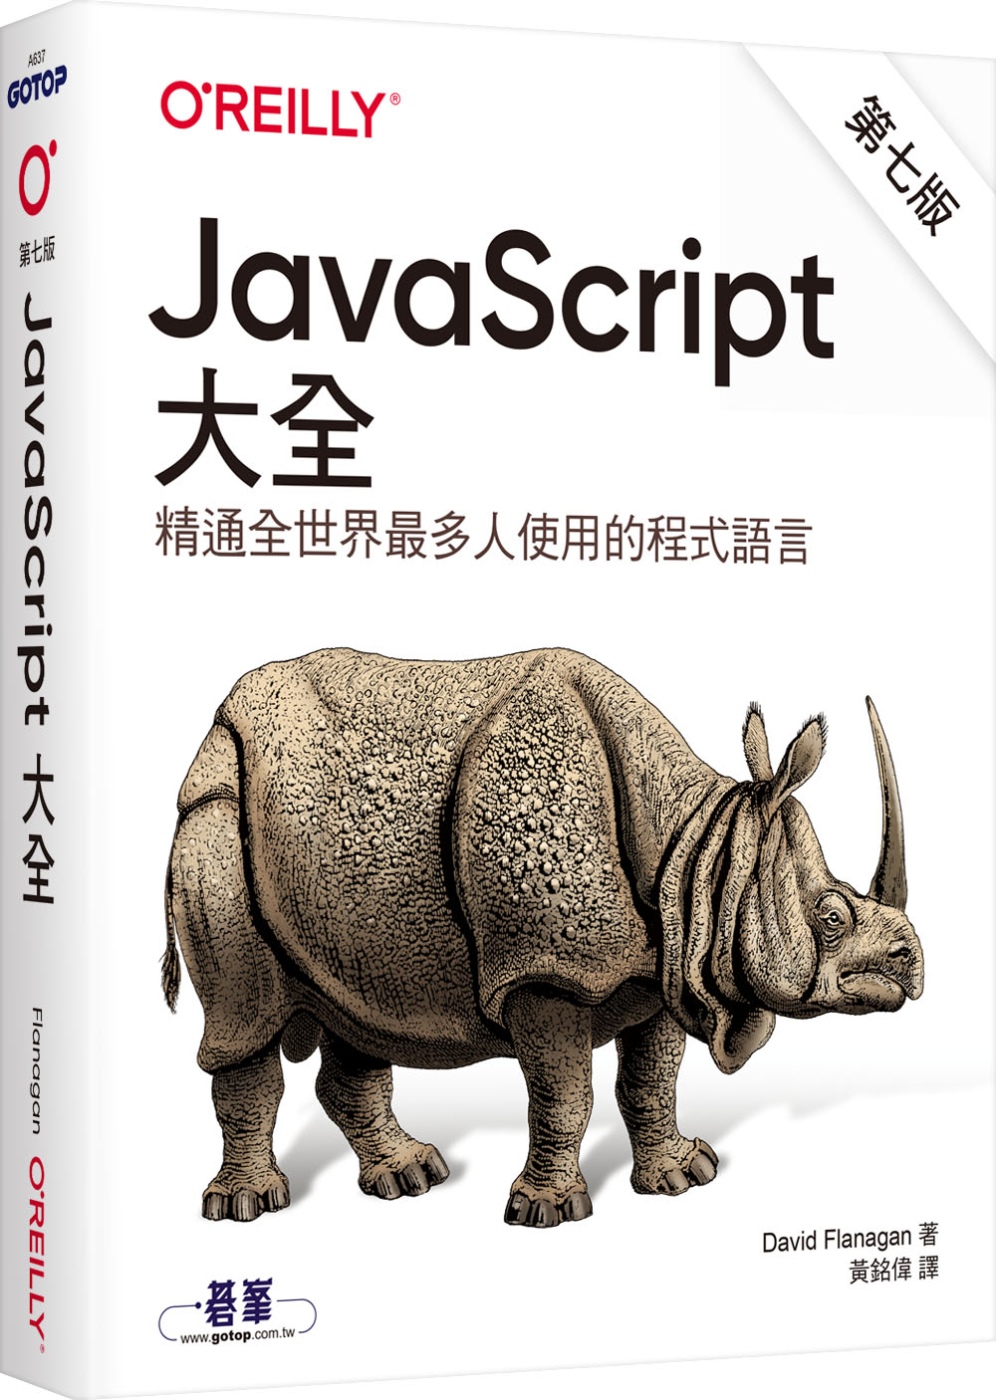 A637
GOTOP
第七版
JavaScript 大全
Flanagan
O'REILLY®
O'REILLY®
第七版
JavaScript
大全
精通全世界最多人使用的程式語言
David Flanagan 著
黃銘偉 譯
碁峯
www.gotop.com.tw